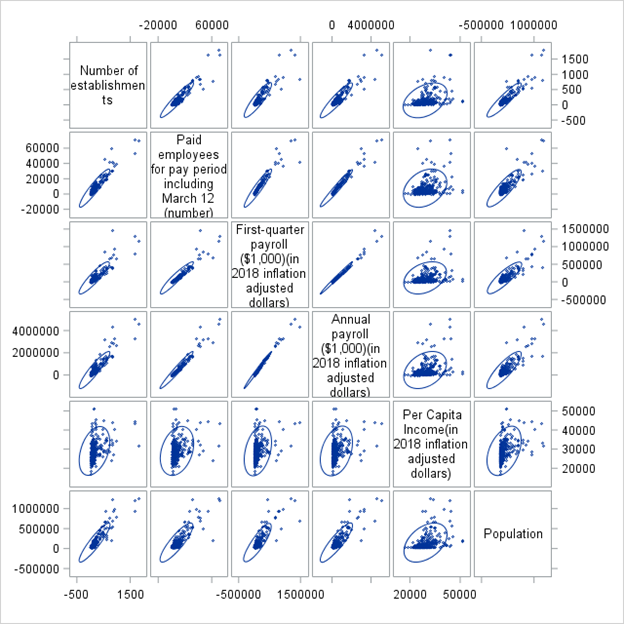 -20000 60000
0 4000000
-500000 1000000
Number of
establishmen
ts
1500
1000
500
0
-500
60000
40000
20000
0
-20000
Paid
employees
for pay period
including
March 12
(number)
First-quarter
payroll
($1,000)(in
2018 inflation
adjusted
dollars)
1500000
1000000
500000
0
-500000
4000000
2000000
0
Annual
payroll
($1,000)(in
2018 inflation
adjusted
dollars)
Per Capita
Income(in
2018 inflation
adjusted
dollars)
50000
40000
30000
20000
1000000
500000
0
-500000
Population
-500 1500
-500000 1500000
20000 50000